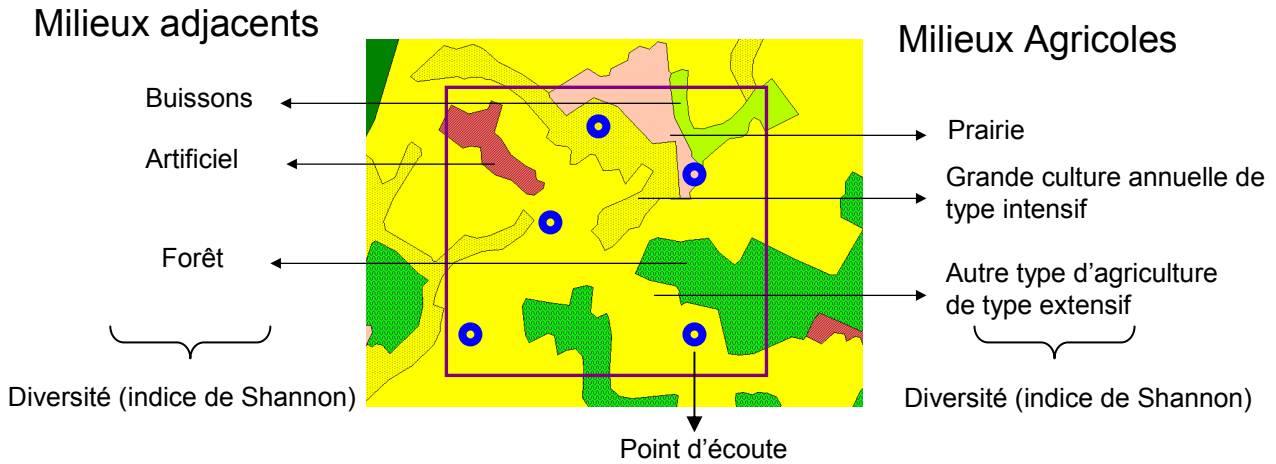 Milieux adjacents
Buissons
Artificiel
Forêt
Diversité (indice de Shannon)
Milieux Agricoles
Prairie
Grande culture annuelle de
type intensif
Autre type d'agriculture
de type extensif
Diversité (indice de Shannon)
Point d'écoute